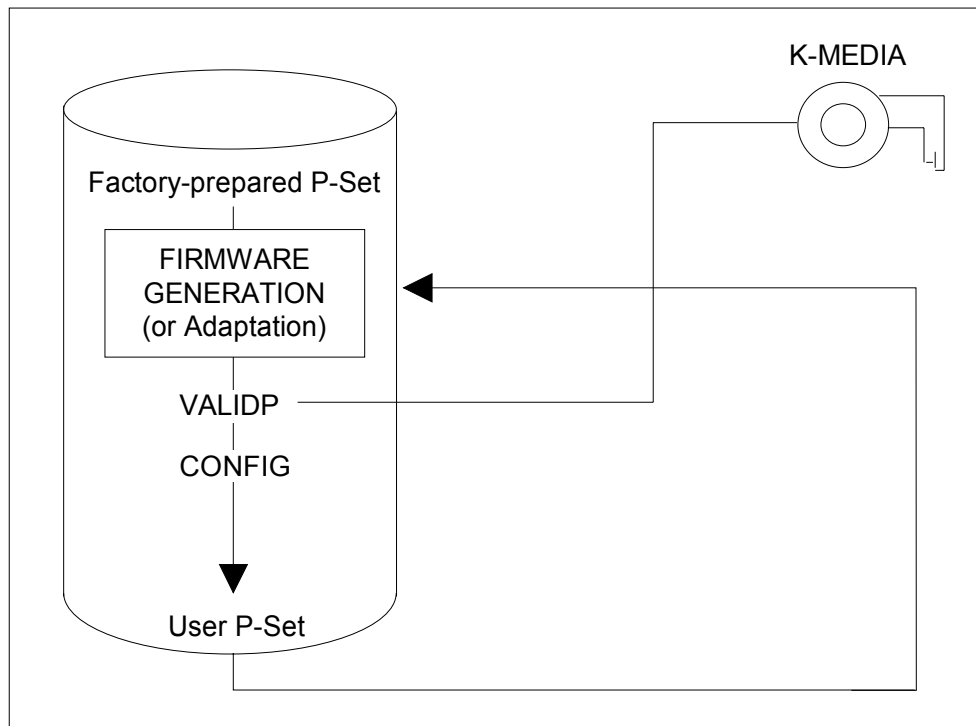 K-MEDIA
Factory-prepared P-Set
FIRMWARE
GENERATION
(or Adaptation)
VALIDP
CONFIG
User P-Set